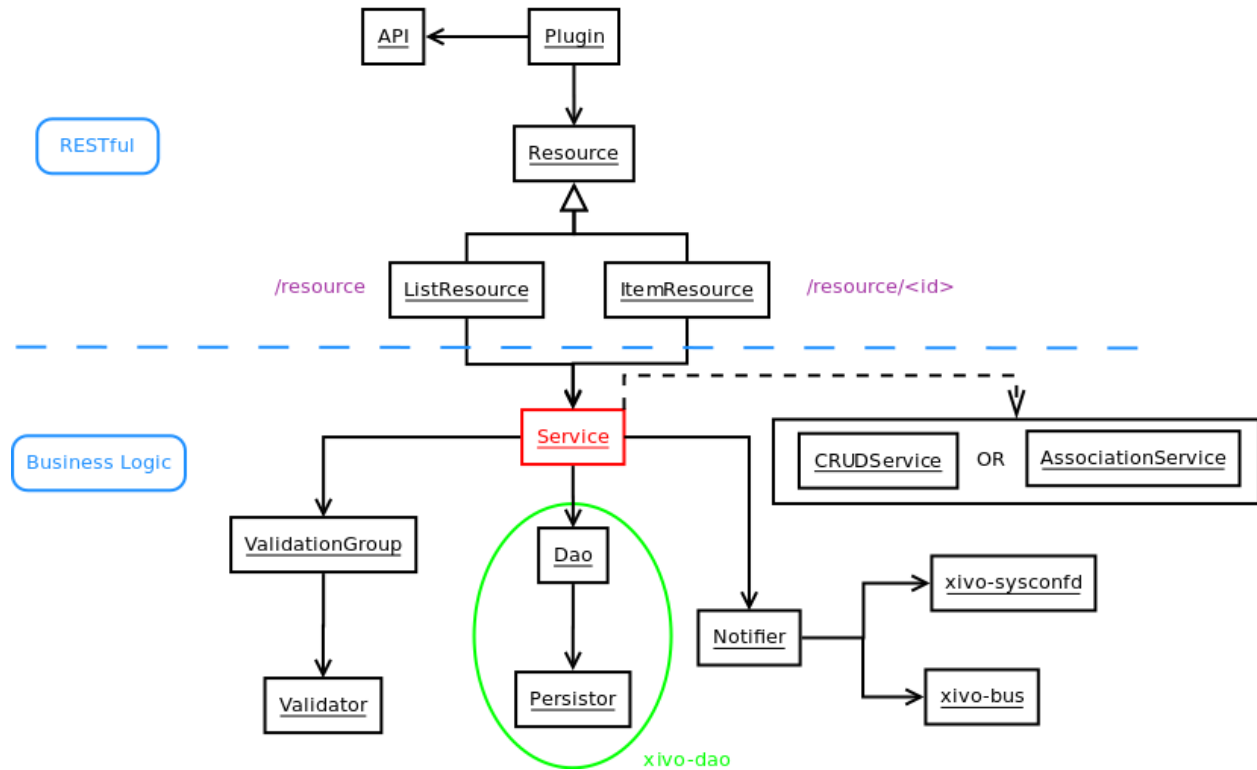 API
Plugin
RESTful
Resource
/resource
ListResource
ItemResource
/resource/<id>
Service
Business Logic
CRUDService
OR
AssociationService
ValidationGroup
Dao
xivo-sysconfd
Notifier
Validator
Persistor
xivo-bus
xivo-dao